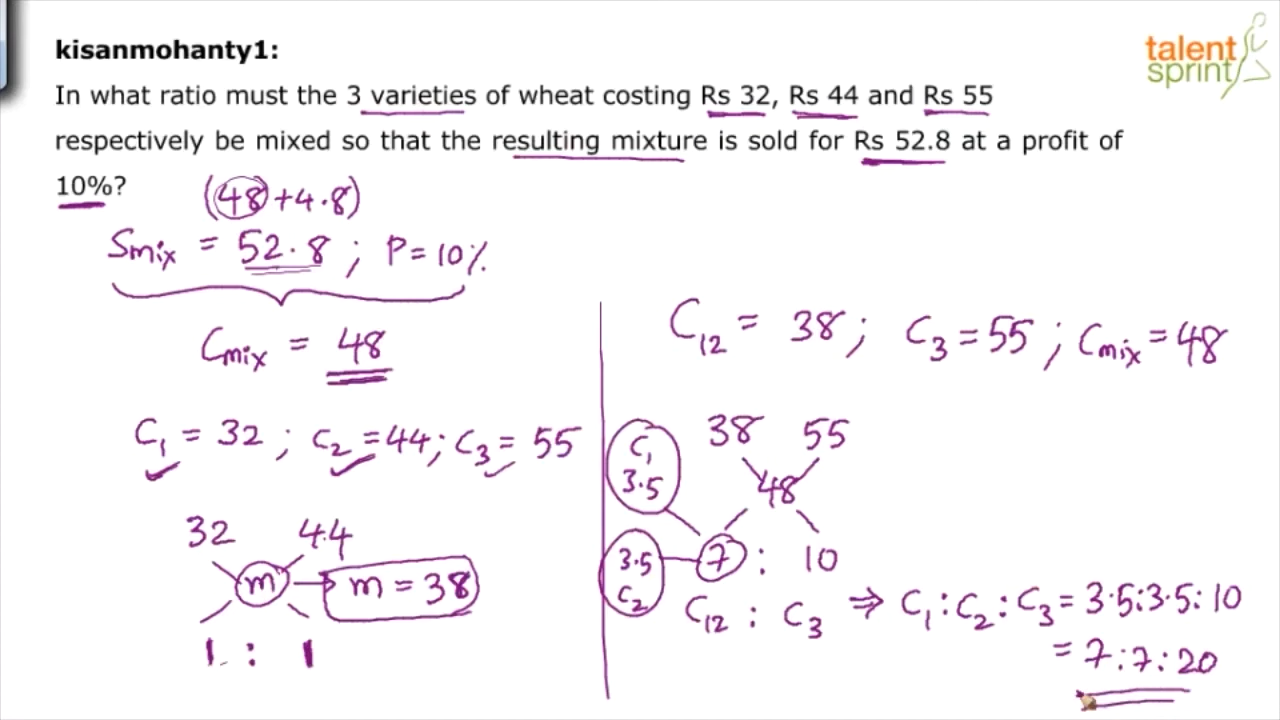 kisanmohanty1:
talent
sprint
In what ratio must the 3 varieties of wheat costing Rs 32, Rs 44 and Rs 55
respectively be mixed so that the resulting mixture is sold for Rs 52.8 at a profit of
10%?
(48+4.8)
Smix = 52.8 ; P=10%
Cmix = 48
C1 = 32 ; C2 = 44; C3 = 55
32 44
m → m = 38
1 : 1
C12 = 38 ; C3 = 55 ; Cmix = 48
38 55
C1
3.5
48
3.5
C2
7 : 10
C12 : C3 ⇒ C1 : C2 : C3 = 3.5:3.5:10
= 7:7:20